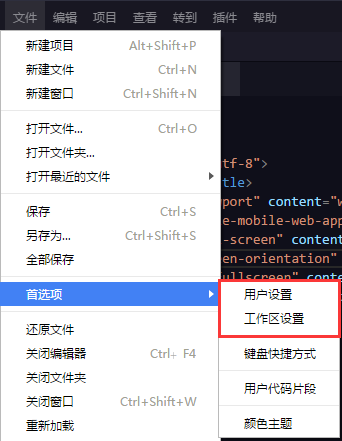 文件 编辑 项目 查看 转到 插件 帮助
新建项目 Alt+Shift+P
新建文件 Ctrl+N
新建窗口 Ctrl+Shift+N
打开文件... Ctrl+O
打开文件夹...
打开最近的文件
tf-8">
tle>
port" content="w
e-mobile-web-app
-screen" content
en-orientation"
ullscreen" conte
保存 Ctrl+S
另存为... Ctrl+Shift+S
全部保存
首选项
用户设置
工作区设置
键盘快捷方式
用户代码片段
颜色主题
还原文件
关闭编辑器 Ctrl+ F4
关闭文件夹
关闭窗口 Ctrl+Shift+W
重新加载